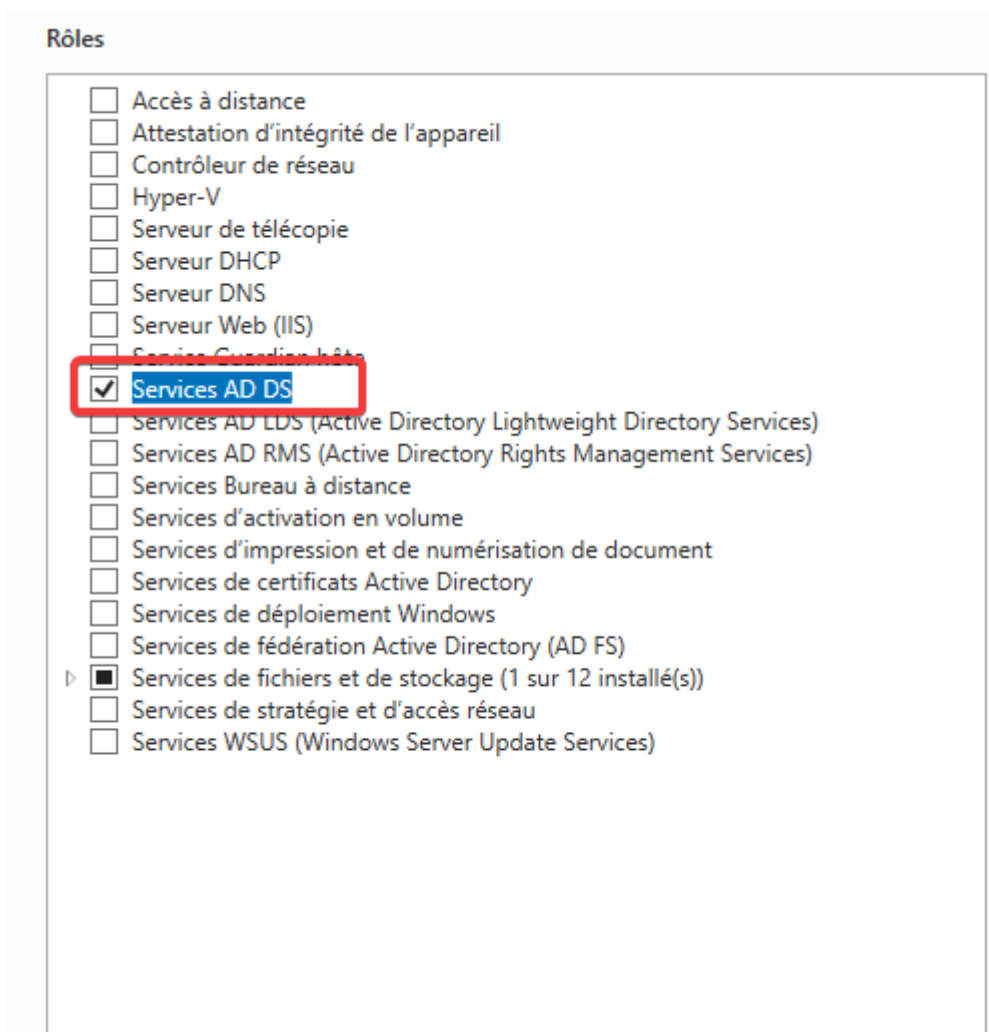 Rôles
Accès à distance
Attestation d’intégrité de l’appareil
Contrôleur de réseau
Hyper-V
Serveur de télécopie
Serveur DHCP
Serveur DNS
Serveur Web (IIS)
Service Guardian hôte
Services AD DS
Services AD LDS (Active Directory Lightweight Directory Services)
Services AD RMS (Active Directory Rights Management Services)
Services Bureau à distance
Services d’activation en volume
Services d’impression et de numérisation de document
Services de certificats Active Directory
Services de déploiement Windows
Services de fédération Active Directory (AD FS)
Services de fichiers et de stockage (1 sur 12 installé(s))
Services de stratégie et d’accès réseau
Services WSUS (Windows Server Update Services)